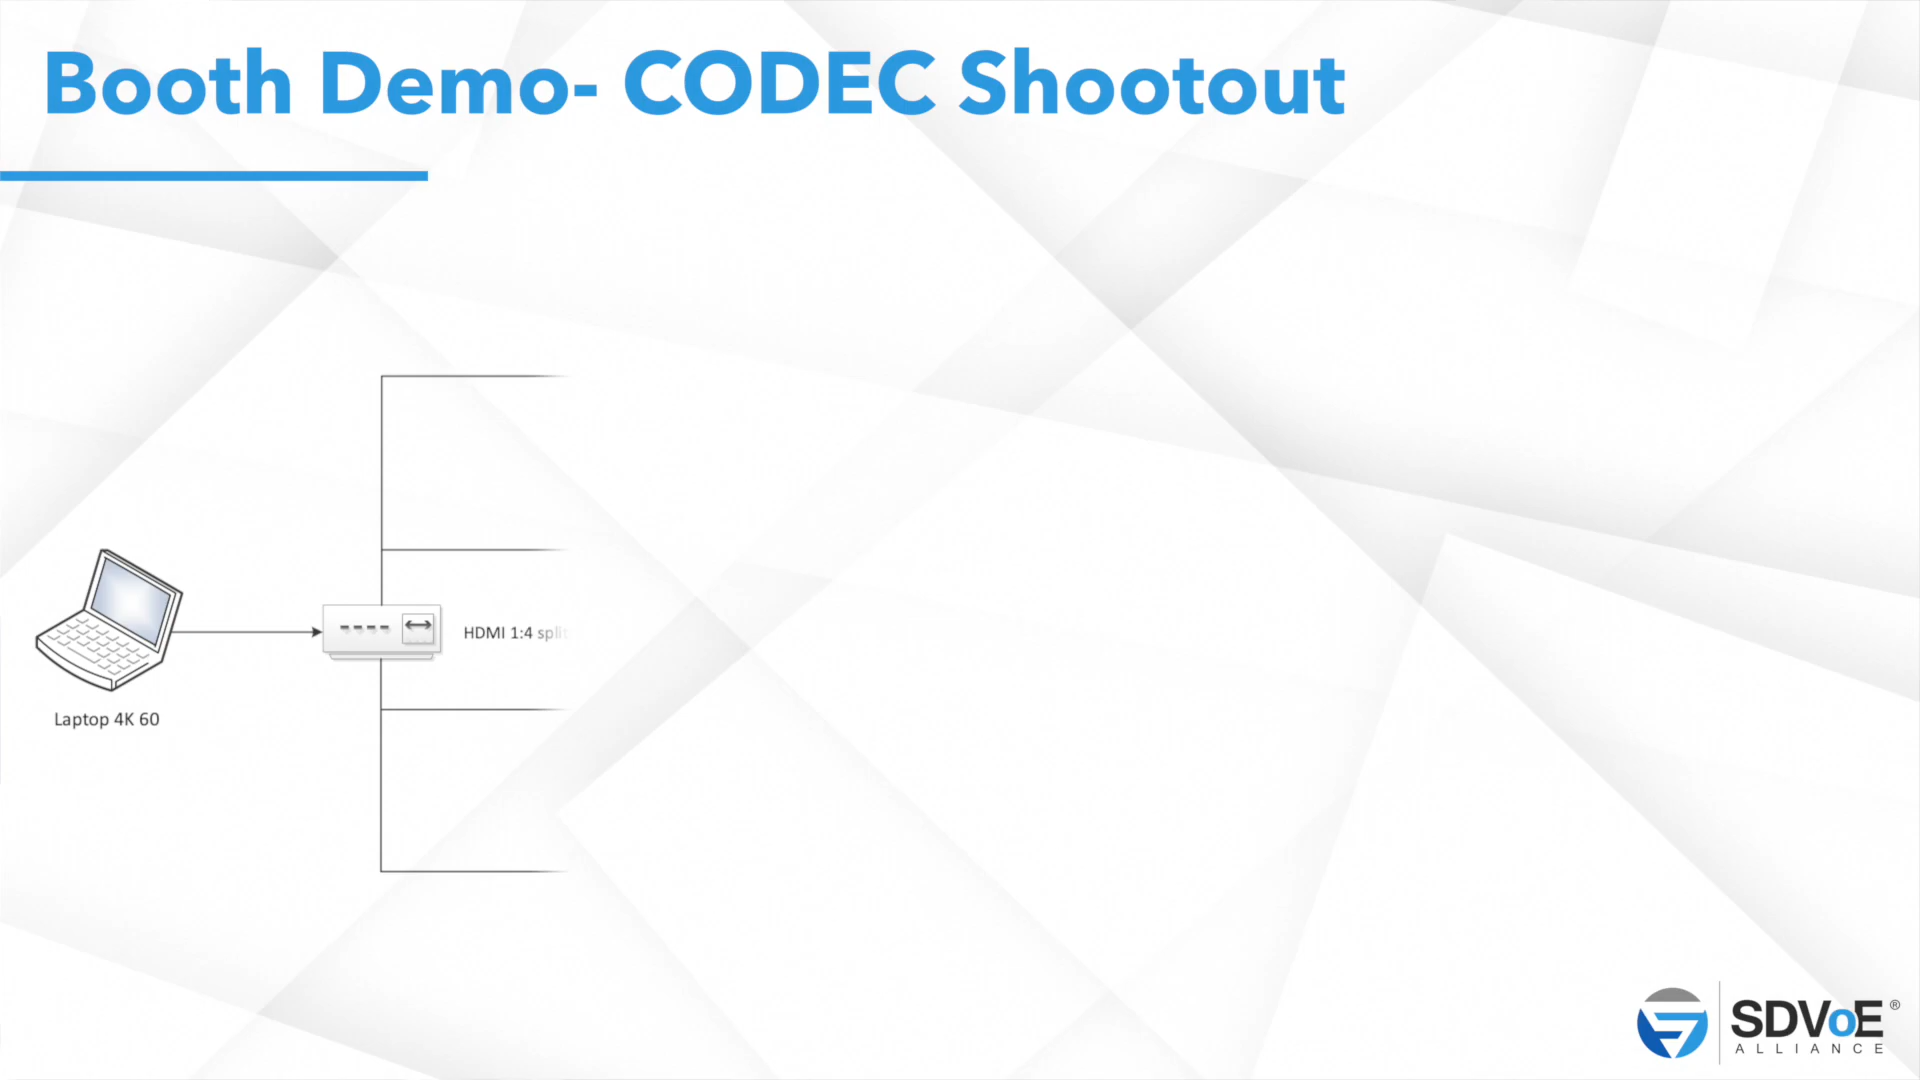 Booth Demo- CODEC Shootout
HDMI 1:4 split
Laptop 4K 60
SDVoE®
ALLIANCE